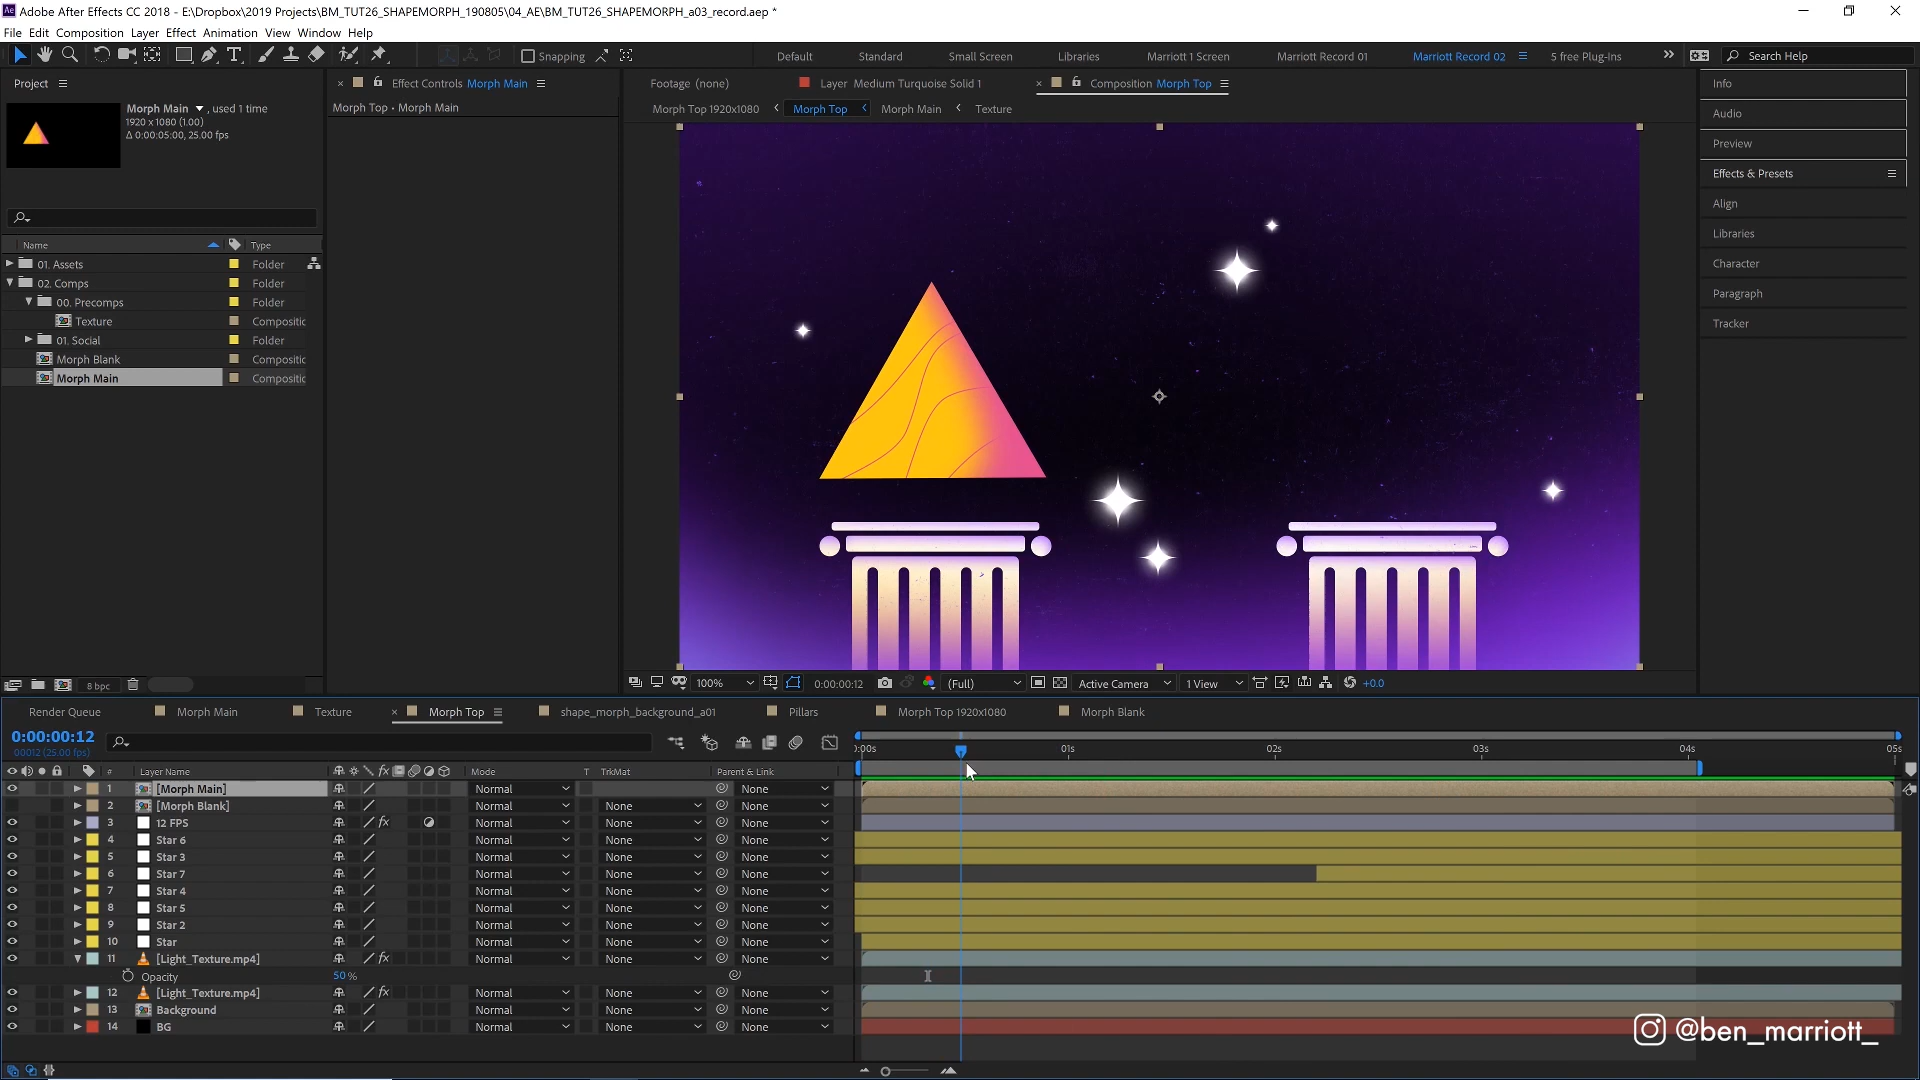 Adobe After Effects CC 2018 - E:\Dropbox\2019 Projects\BM_TUT26_SHAPEMORPH_190805\04_AE\BM_TUT26_SHAPEMORPH_a03_record.aep *
File Edit Composition Layer Effect Animation View Window Help
Snapping Default Standard Small Screen Libraries Marriott 1 Screen Marriott Record 01 Marriott Record 02 5 free Plug-Ins Search Help
Project
Effect Controls Morph Main
Footage (none) Layer Medium Turquoise Solid 1 Composition Morph Top
Info
Morph Main , used 1 time
1920 x 1080 (1.00)
Δ 0:00:05:00, 25.00 fps
Morph Top • Morph Main
Morph Top 1920x1080 Morph Top Morph Main Texture
Audio
Preview
Effects & Presets
Align
Libraries
Character
Paragraph
Tracker
Name Type
01. Assets Folder
02. Comps Folder
00. Precomps Folder
Texture Compositic
01. Social Folder
Morph Blank Compositic
Morph Main Compositic
8 bpc
100% 0:00:00:12 (Full) Active Camera 1 View +0.0
Render Queue Morph Main Texture Morph Top shape_morph_background_a01 Pillars Morph Top 1920x1080 Morph Blank
0:00:00:12
00012 (25.00 fps)
0:00s 01s 02s 03s 04s 05s
# Layer Name Mode T TrkMat Parent & Link
1 [Morph Main] Normal None
2 [Morph Blank] Normal None None
3 12 FPS Normal None None
4 Star 6 Normal None None
5 Star 3 Normal None None
6 Star 7 Normal None None
7 Star 4 Normal None None
8 Star 5 Normal None None
9 Star 2 Normal None None
10 Star Normal None None
11 [Light_Texture.mp4] Normal None None
Opacity 50 %
12 [Light_Texture.mp4] Normal None None
13 Background Normal None None
14 BG Normal None None
@ben_marriott_